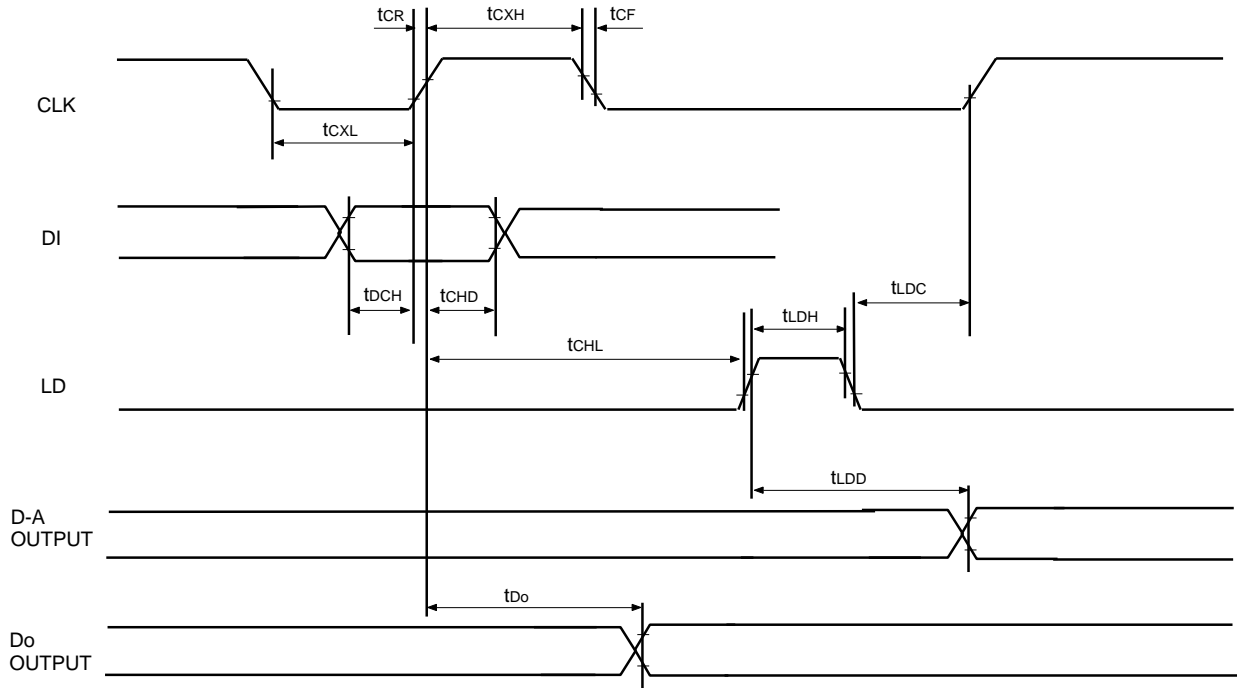 tCR tCXH tCF
CLK
tCXL
DI
tDCH tCHD
tLDC
tLDH
tCHL
LD
tLDD
D-A
OUTPUT
tDo
Do
OUTPUT